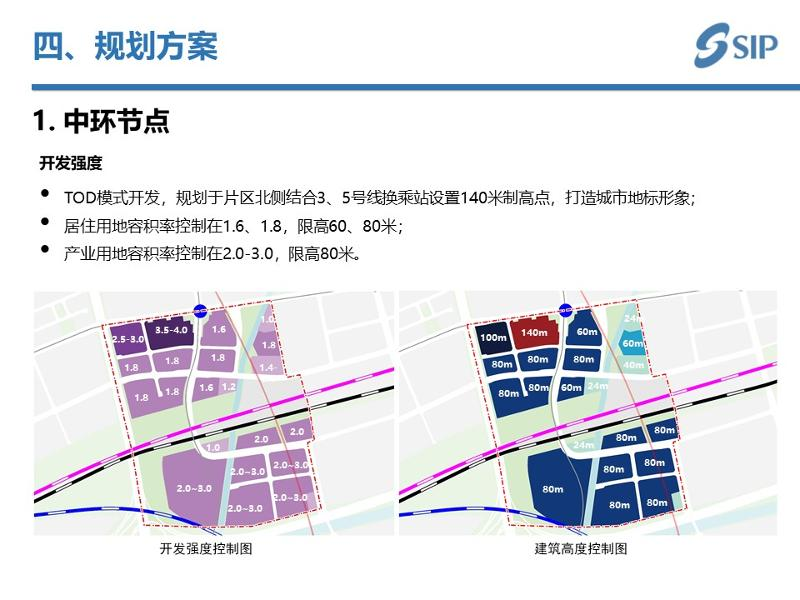 四、规划方案
SIP
1. 中环节点
开发强度
• TOD模式开发，规划于片区北侧结合3、5号线换乘站设置140米制高点，打造城市地标形象；
• 居住用地容积率控制在1.6、1.8，限高60、80米；
• 产业用地容积率控制在2.0-3.0，限高80米。
2.5-3.0 3.5-4.0 1.6 1.0
1.8 1.8 1.8 1.8
1.4-
1.8 1.8 1.6 1.2
1.0 2.0 2.0
2.0~3.0 2.0~3.0 2.0~3.0
2.0~3.0 2.0~3.0
100m 140m 60m 24m
60m
80m 80m 80m 40m
80m 80m 60m 24m
24m 80m 80m
80m 80m 80m
80m 80m
开发强度控制图
建筑高度控制图